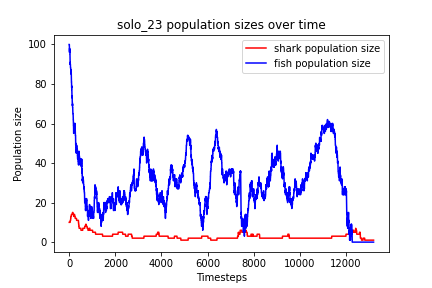 solo_23 population sizes over time
shark population size
fish population size
100
80
60
40
20
0
Population size
0
2000
4000
6000
8000
10000
12000
Timesteps